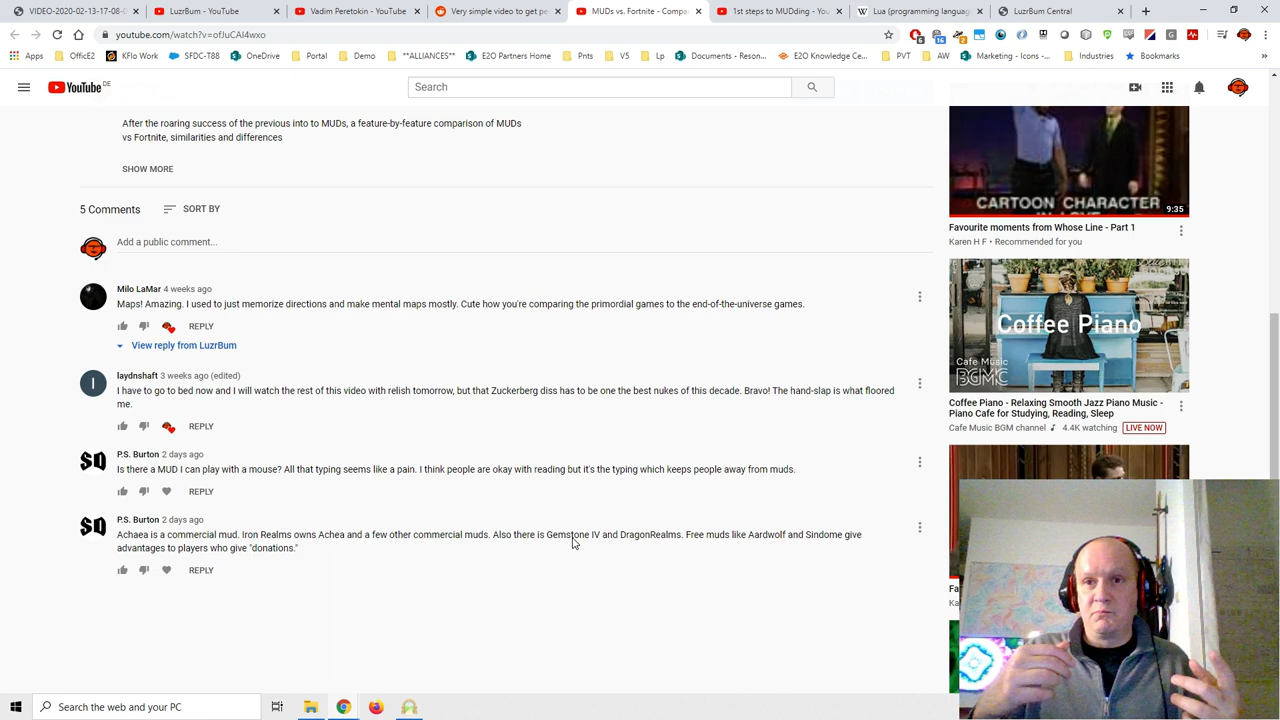 VIDEO-2020-02-13-17-08-0
LuzrBum - YouTube
Vadim Peretokin - YouTube
Very simple video to get pe
MUDs vs. Fortnite - Compa
1st steps to MUDding - You
Lua (programming languag
LuzrBum Central
youtube.com/watch?v=ofJuCAJ4wxo
Apps
OfficE2
KFlo Work
SFDC-T88
OneDrive
Portal
Demo
**ALLIANCES**
E2O PArtners Home
Pnts
V5
Lp
Documents - Reson...
E2O Knowledge Ce...
PVT
AW
Marketing - Icons -...
Industries
Bookmarks
YouTube DE
Search
After the roaring success of the previous into to MUDs, a feature-by-feature comparison of MUDs
vs Fortnite, similarities and differences
SHOW MORE
5 Comments
SORT BY
Add a public comment...
Milo LaMar 4 weeks ago
Maps! Amazing. I used to just memorize directions and make mental maps mostly. Cute how you're comparing the primordial games to the end-of-the-universe games.
REPLY
View reply from LuzrBum
laydnshaft 3 weeks ago (edited)
I have to go to bed now and I will watch the rest of this video with relish tomorrow, but that Zuckerberg diss has to be one the best nukes of this decade. Bravo! The hand-slap is what floored
me.
REPLY
P.S. Burton 2 days ago
Is there a MUD I can play with a mouse? All that typing seems like a pain. I think people are okay with reading but it's the typing which keeps people away from muds.
REPLY
P.S. Burton 2 days ago
Achaea is a commercial mud. Iron Realms owns Achea and a few other commercial muds. Also there is Gemstone IV and DragonRealms. Free muds like Aardwolf and Sindome give
advantages to players who give "donations."
REPLY
CARTOON CHARACTER
IN LOVE
9:35
Favourite moments from Whose Line - Part 1
Karen H F • Recommended for you
Coffee Piano
Cafe Music
BGMC
Coffee Piano - Relaxing Smooth Jazz Piano Music -
Piano Cafe for Studying, Reading, Sleep
Cafe Music BGM channel
4.4K watching
LIVE NOW
Fa
Ka
Search the web and your PC